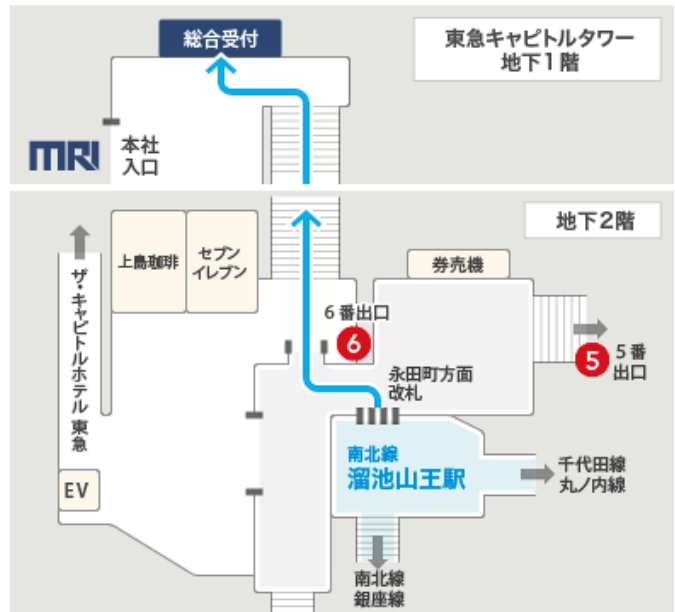 総合受付
東急キャピトルタワー
地下1階
MRI
本社
入口
地下2階
上島珈琲
セブン
イレブン
券売機
ザ・キャピトルホテル 東急
6番出口
6
5
5番
出口
永田町方面
改札
南北線
溜池山王駅
千代田線
丸ノ内線
EV
南北線
銀座線